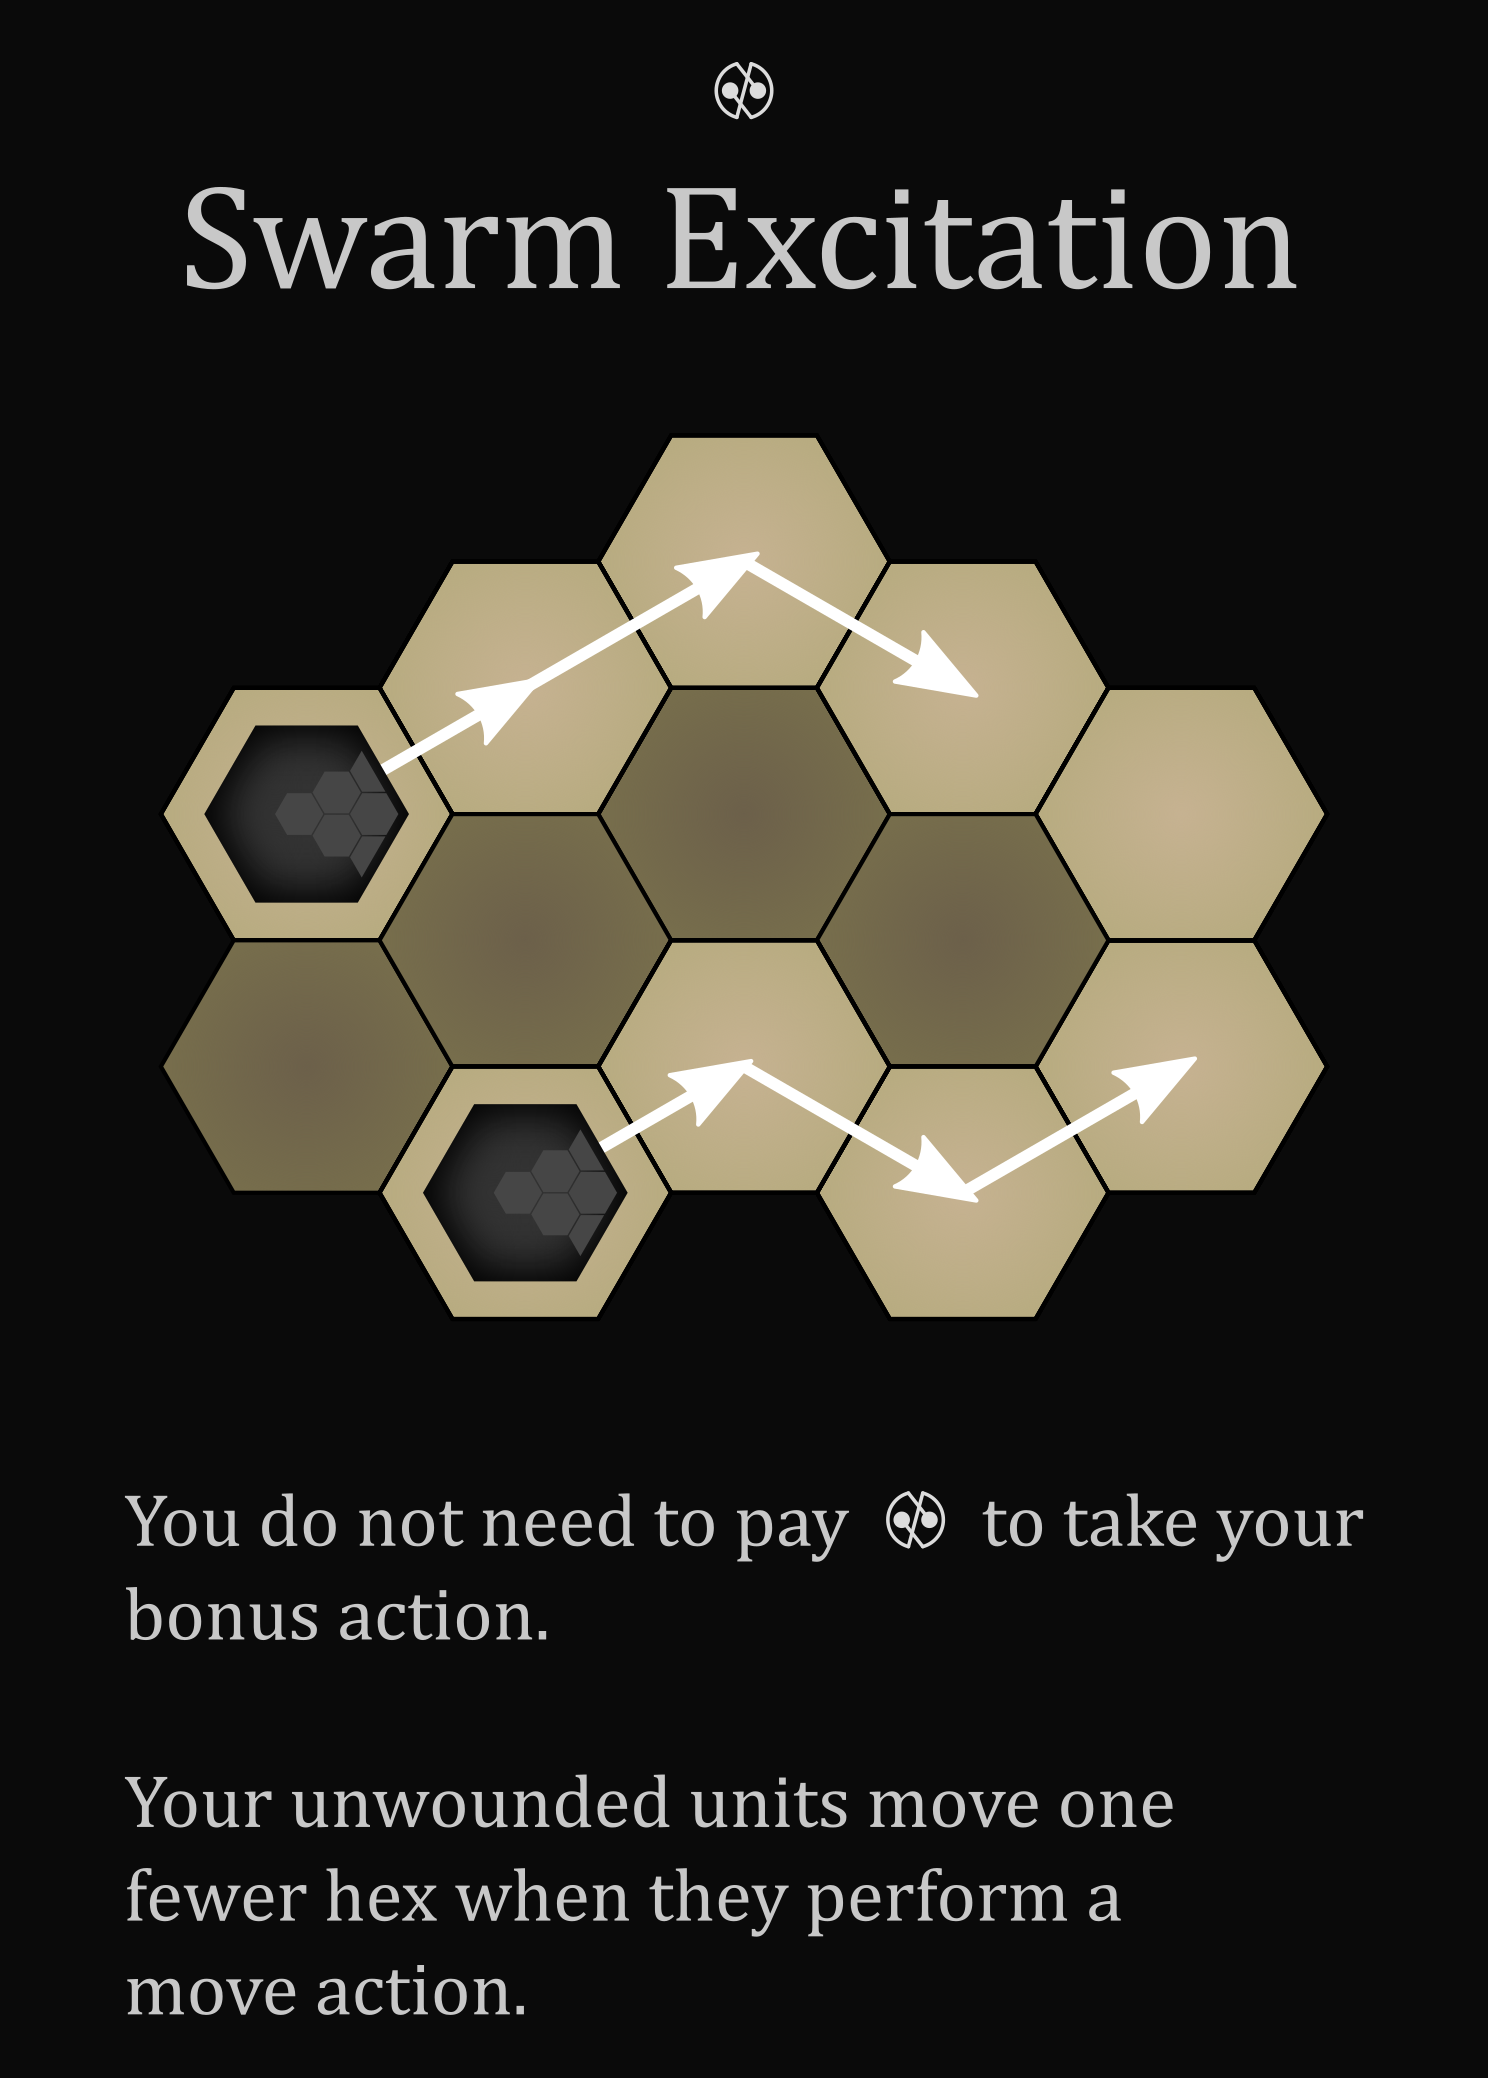 Swarm Excitation
You do not need to pay to take your
bonus action.
Your unwounded units move one
fewer hex when they perform a
move action.